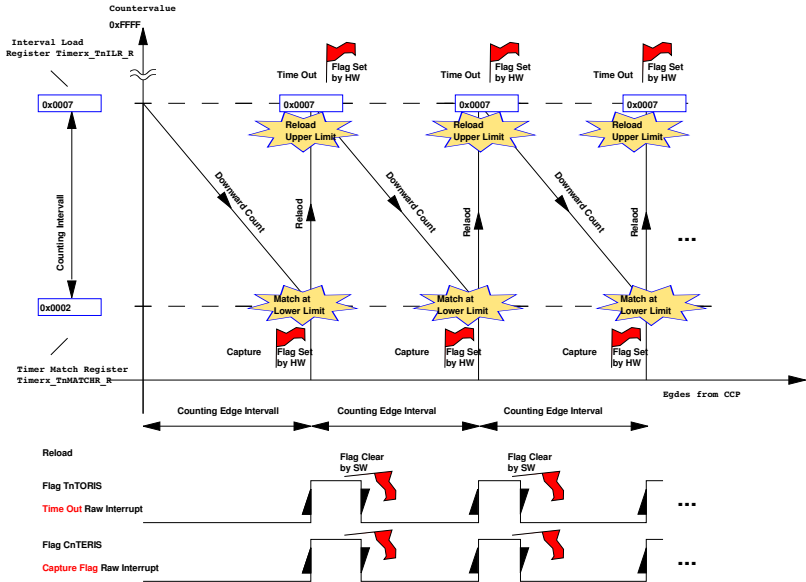 Countervalue
0xFFFF
Interval Load
Register Timerx_TnILR_R
Time Out
Flag Set
by HW
Time Out
Flag Set
by HW
Time Out
Flag Set
by HW
0x0007
0x0007
0x0007
0x0007
Reload
Upper Limit
Reload
Upper Limit
Reload
Upper Limit
Counting Intervall
Downward Count
Relaod
Downward Count
Relaod
Downward Count
Relaod
...
0x0002
Match at
Lower Limit
Match at
Lower Limit
Match at
Lower Limit
Capture
Flag Set
by HW
Capture
Flag Set
by HW
Capture
Flag Set
by HW
Timer Match Register
Timerx_TnMATCHR_R
Egdes from CCP
Counting Edge Intervall
Counting Edge Interval
Counting Edge Interval
Reload
Flag Clear
by SW
Flag Clear
by SW
Flag TnTORIS
Time Out Raw Interrupt
...
Flag CnTERIS
Capture Flag Raw Interrupt
...